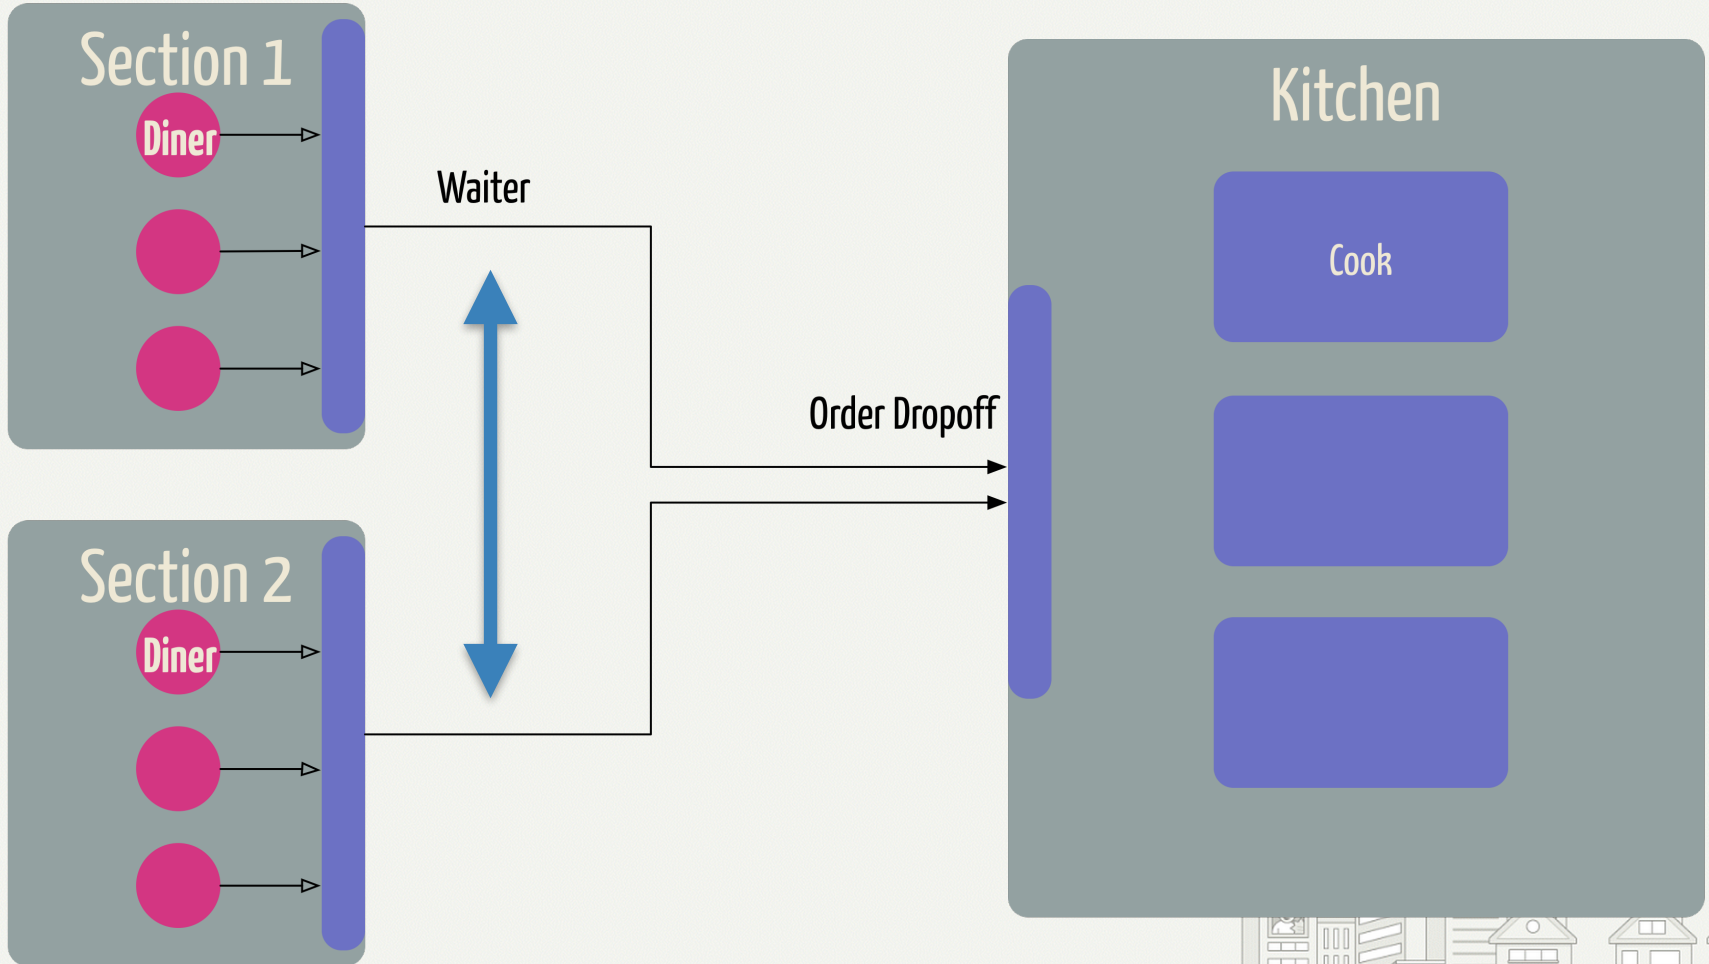 Section 1
Diner
Waiter
Order Dropoff
Section 2
Diner
Kitchen
Cook